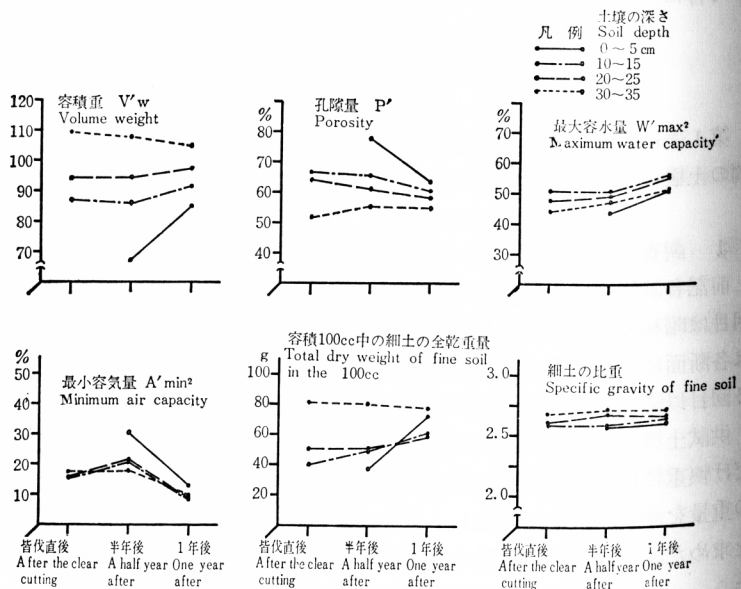 土壌の深さ
凡 例 Soil depth
0～5cm
10～15
20～25
30～35
容積重 V'w
Volume weight
120
110
100
90
80
70
孔隙量 P'
Porosity
%
80
70
60
50
40
最大容水量 W'max²
Maximum water capacity
%
70
60
50
40
30
最小容気量 A'min²
Minimum air capacity
%
50
40
30
20
10
容積100cc中の細土の全乾重量
g Total dry weight of fine soil
in the 100cc
100
80
60
40
20
細土の比重
Specific gravity of fine soil
3.0
2.5
2.0
皆伐直後 半年後 1年後
After the clear A half year One year
cutting after after
皆伐直後 半年後 1年後
After the clear A half year One year
cutting after after
皆伐直後 半年後 1年後
After the clear A half year One year
cutting after after